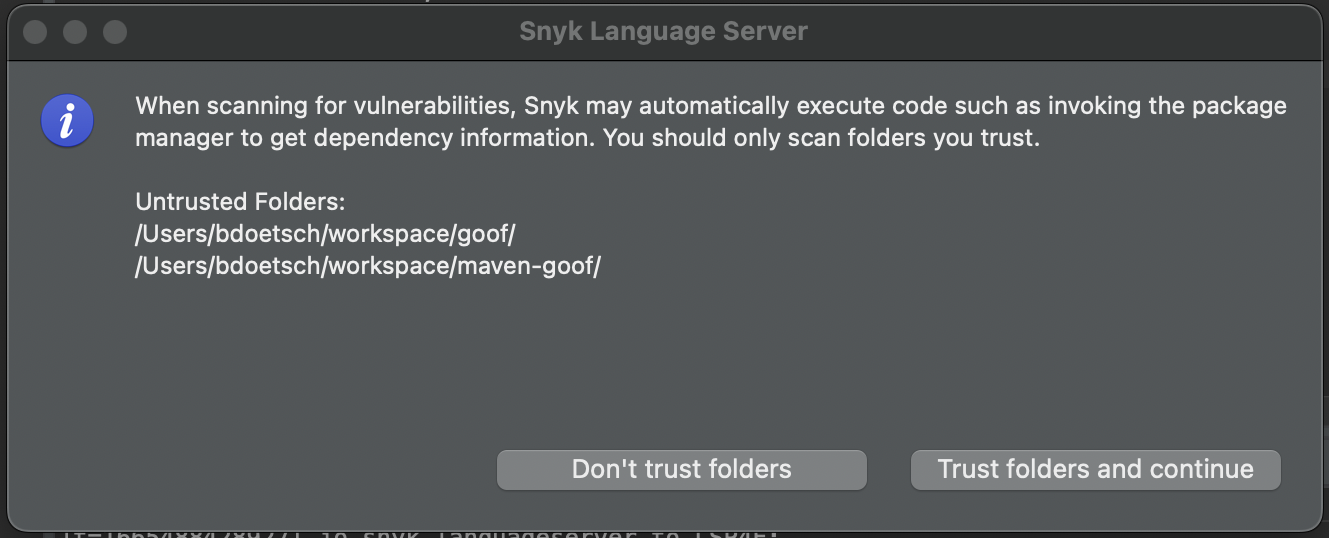 Snyk Language Server
When scanning for vulnerabilities, Snyk may automatically execute code such as invoking the package
manager to get dependency information. You should only scan folders you trust.
Untrusted Folders:
/Users/bdoetsch/workspace/goof/
/Users/bdoetsch/workspace/maven-goof/
Don't trust folders
Trust folders and continue